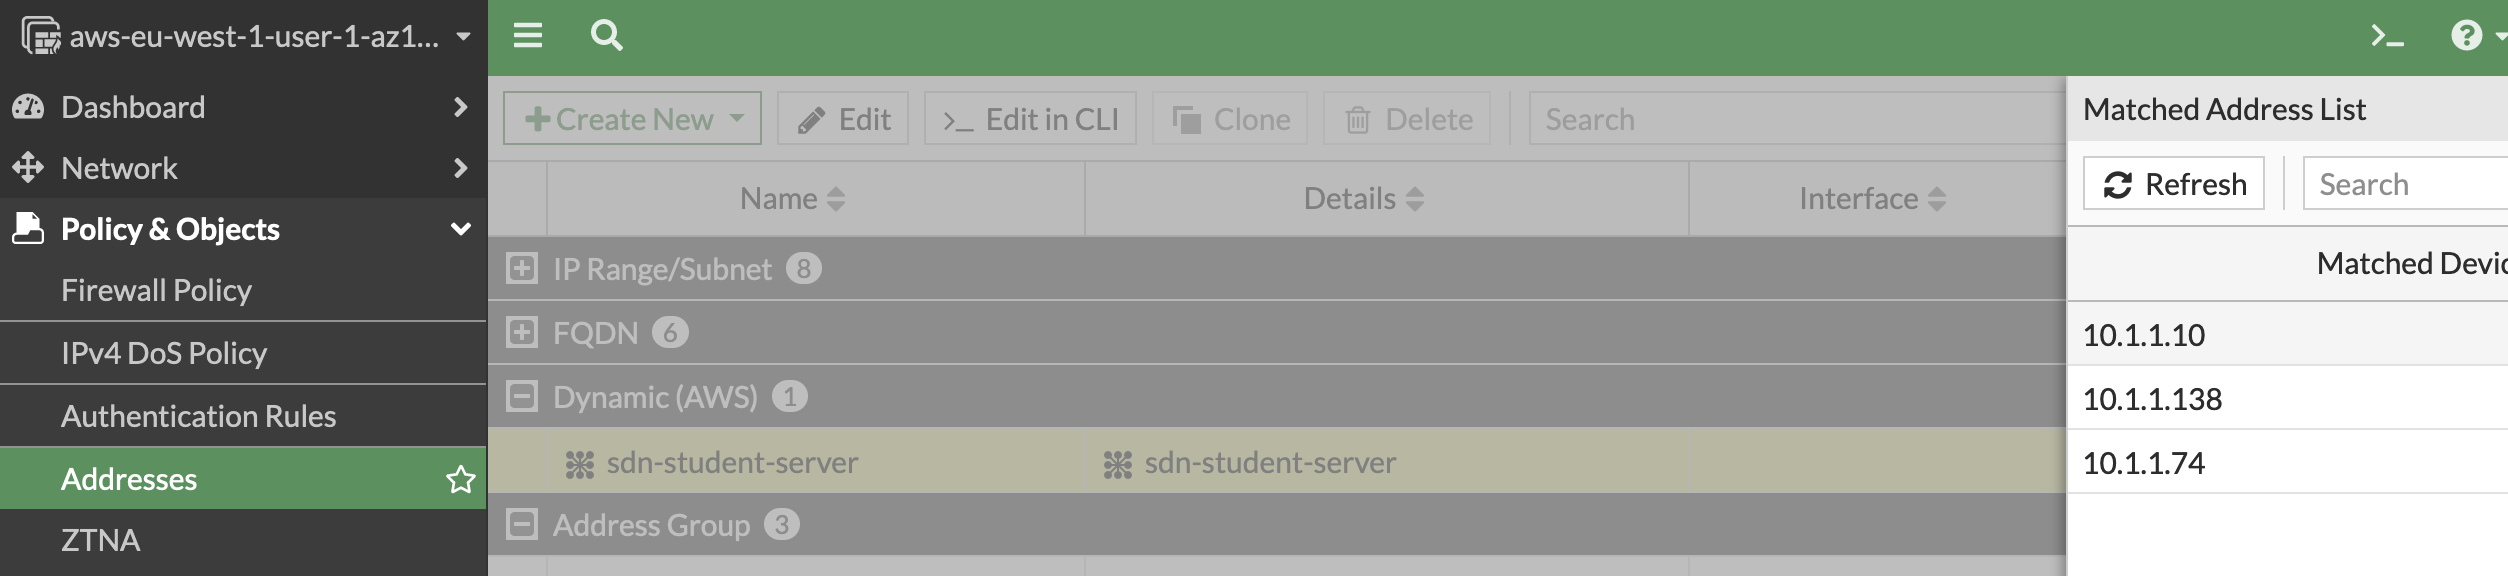 aws-eu-west-1-user-1-az1...
Dashboard
Network
Policy & Objects
Firewall Policy
IPv4 DoS Policy
Authentication Rules
Addresses
ZTNA
Create New
Edit
>_ Edit in CLI
Clone
Delete
Search
Name
Details
Interface
IP Range/Subnet 8
FQDN 6
Dynamic (AWS) 1
sdn-student-server
sdn-student-server
Address Group 3
>_
Matched Address List
Refresh
Search
Matched
10.1.1.10
10.1.1.138
10.1.1.74